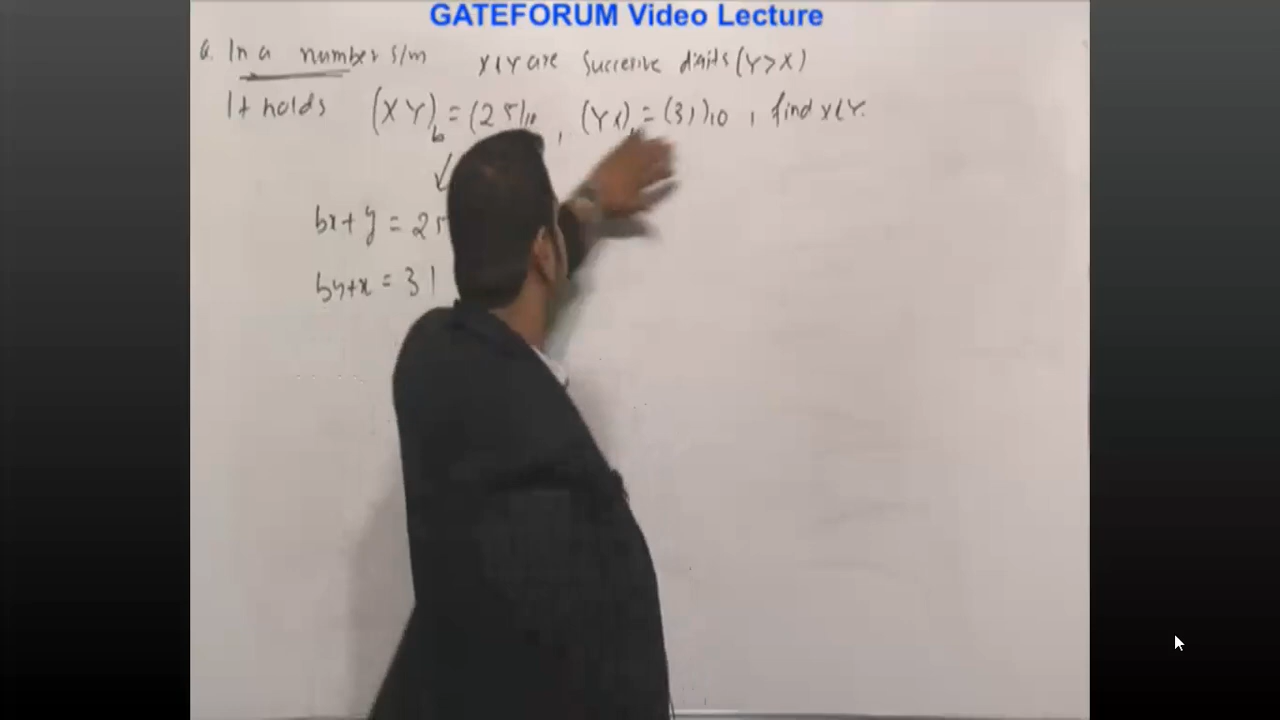 GATEFORUM Video Lecture
Q. In a number s/m X & Y are Successive digits (Y>X)
It holds (XY)b = (25)10 , (YX)b = (31)10 , find X & Y.
bx + y = 25
by + x = 31